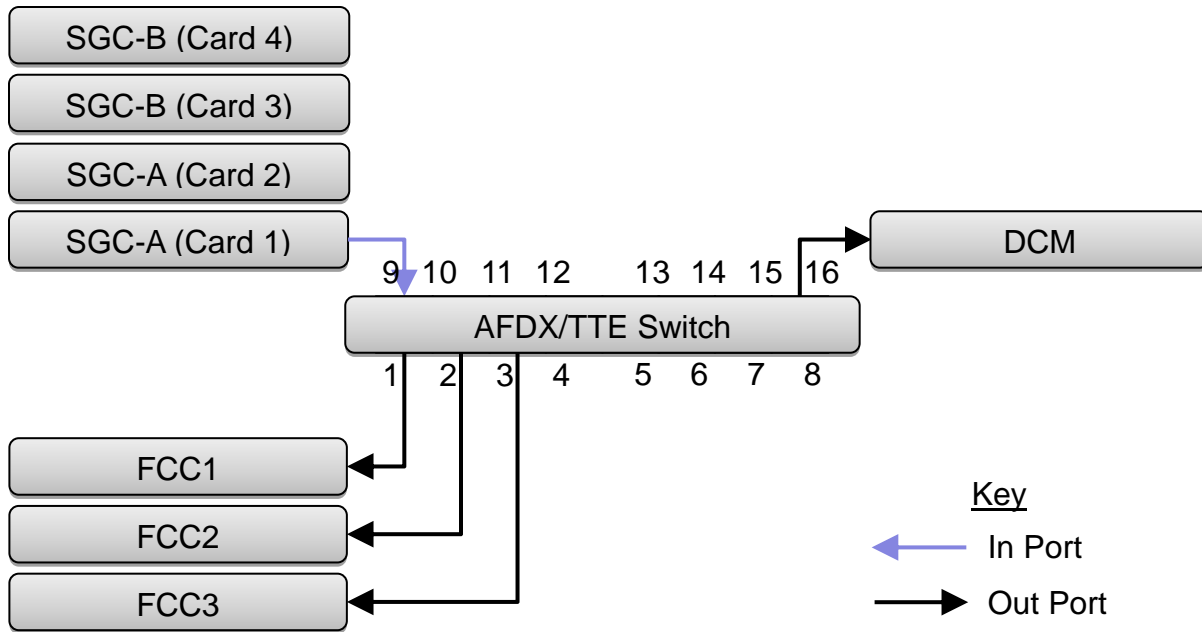 SGC-B (Card 4)
SGC-B (Card 3)
SGC-A (Card 2)
SGC-A (Card 1)
DCM
9 10 11 12 13 14 15 16
AFDX/TTE Switch
1 2 3 4 5 6 7 8
FCC1
FCC2
FCC3
Key
In Port
Out Port